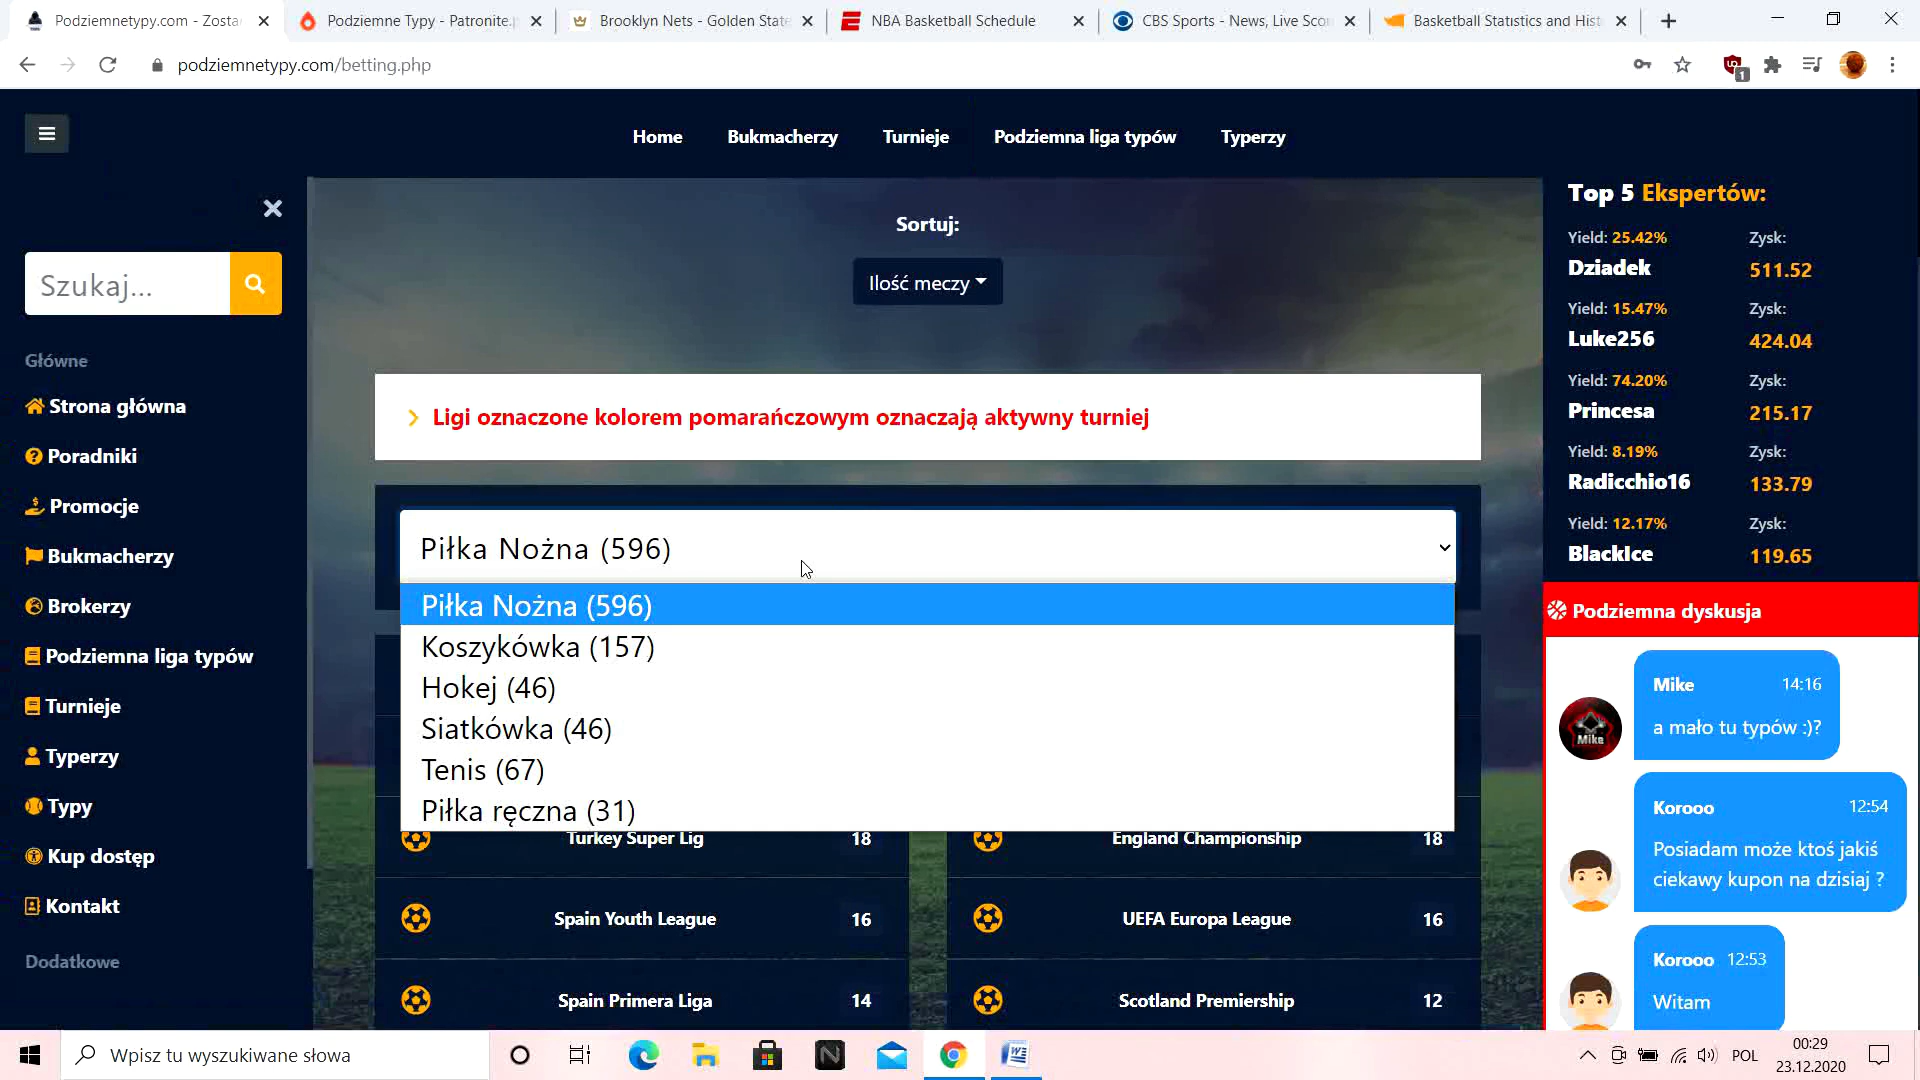 Podziemnetypy.com - Zosta
Podziemne Typy - Patronite.p
Brooklyn Nets - Golden State
NBA Basketball Schedule
CBS Sports - News, Live Scor
Basketball Statistics and Hist
podziemnetypy.com/betting.php
Home
Bukmacherzy
Turnieje
Podziemna liga typów
Typerzy
Szukaj...
Główne
Strona główna
Poradniki
Promocje
Bukmacherzy
Brokerzy
Podziemna liga typów
Turnieje
Typerzy
Typy
Kup dostęp
Kontakt
Dodatkowe
Sortuj:
Ilość meczy
Ligi oznaczone kolorem pomarańczowym oznaczają aktywny turniej
Piłka Nożna (596)
Piłka Nożna (596)
Koszykówka (157)
Hokej (46)
Siatkówka (46)
Tenis (67)
Piłka ręczna (31)
Turkey Super Lig 18
England Championship 18
Spain Youth League 16
UEFA Europa League 16
Spain Primera Liga 14
Scotland Premiership 12
Top 5 Ekspertów:
Yield: 25.42% Zysk:
Dziadek 511.52
Yield: 15.47% Zysk:
Luke256 424.04
Yield: 74.20% Zysk:
Princesa 215.17
Yield: 8.19% Zysk:
Radicchio16 133.79
Yield: 12.17% Zysk:
BlackIce 119.65
Podziemna dyskusja
Mike 14:16
a mało tu typów :)?
Mike
Korooo 12:54
Posiadam może ktoś jakiś
ciekawy kupon na dzisiaj ?
Korooo 12:53
Witam
Wpisz tu wyszukiwane słowa
POL
00:29
23.12.2020